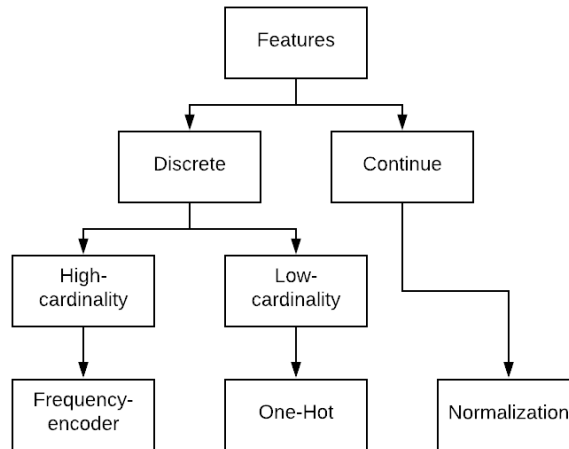 Features
Discrete
Continue
High-
cardinality
Low-
cardinality
Frequency-
encoder
One-Hot
Normalization